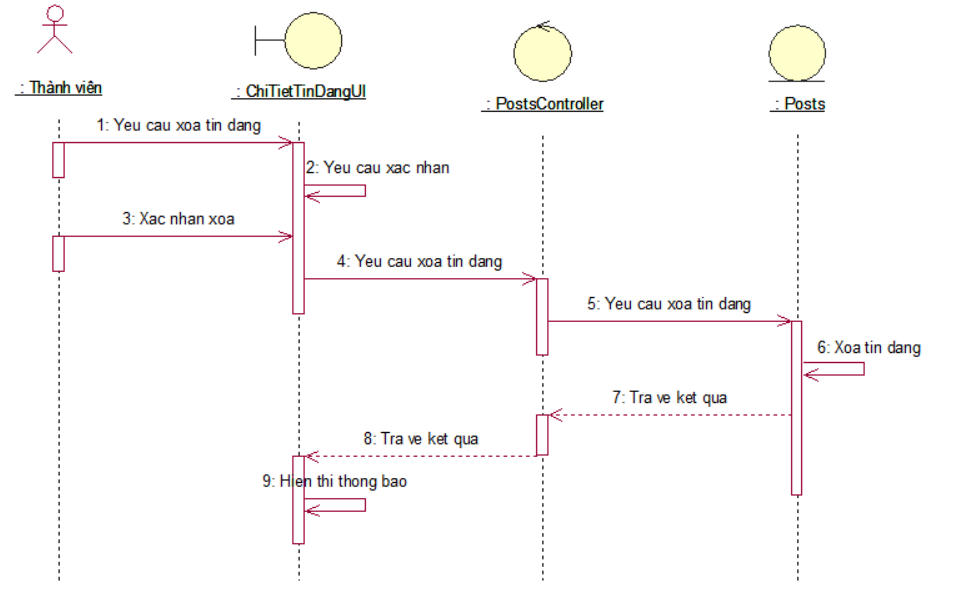 : Thành viên
: ChiTietTinDangUI
: PostsController
: Posts
1: Yeu cau xoa tin dang
2: Yeu cau xac nhan
3: Xac nhan xoa
4: Yeu cau xoa tin dang
5: Yeu cau xoa tin dang
6: Xoa tin dang
7: Tra ve ket qua
8: Tra ve ket qua
9: Hien thi thong bao